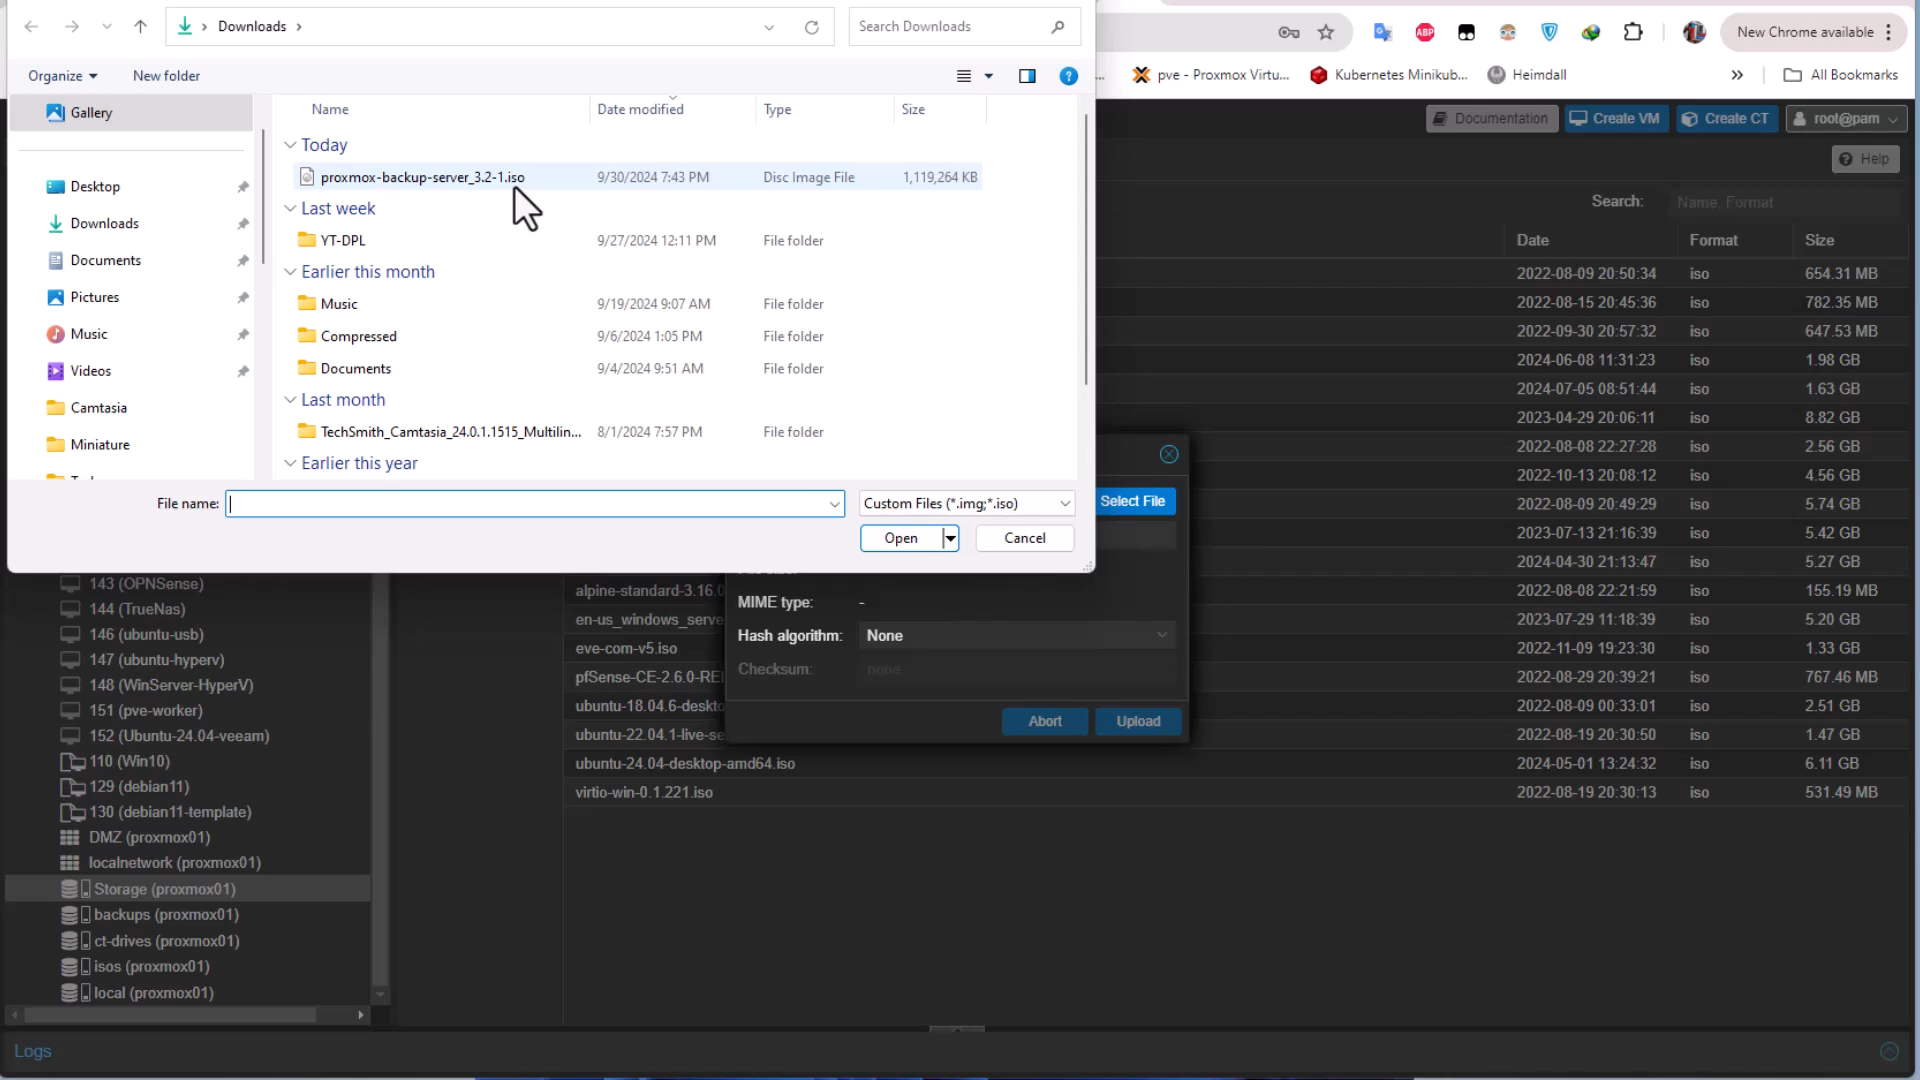 Downloads
Search Downloads
New Chrome available
Organize
New folder
pve - Proxmox Virtu...
Kubernetes Minikub...
Heimdall
All Bookmarks
Gallery
Name
Date modified
Type
Size
Documentation
Create VM
Create CT
root@pam
Today
Help
proxmox-backup-server_3.2-1.iso
9/30/2024 7:43 PM
Disc Image File
1,119,264 KB
Desktop
Last week
Search:
Name, Format
Downloads
YT-DPL
9/27/2024 12:11 PM
File folder
Date
Format
Size
Documents
Earlier this month
2022-08-09 20:50:34
iso
654.31 MB
Pictures
Music
9/19/2024 9:07 AM
File folder
2022-08-15 20:45:36
iso
782.35 MB
Music
Compressed
9/6/2024 1:05 PM
File folder
2022-09-30 20:57:32
iso
647.53 MB
Videos
Documents
9/4/2024 9:51 AM
File folder
2024-06-08 11:31:23
iso
1.98 GB
Camtasia
Last month
2024-07-05 08:51:44
iso
1.63 GB
Miniature
TechSmith_Camtasia_24.0.1.1515_Multilin...
8/1/2024 7:57 PM
File folder
2023-04-29 20:06:11
iso
8.82 GB
Earlier this year
2022-08-08 22:27:28
iso
2.56 GB
2022-10-13 20:08:12
iso
4.56 GB
File name:
Custom Files (*.img;*.iso)
Select File
2022-08-09 20:49:29
iso
5.74 GB
Open
Cancel
2023-07-13 21:16:39
iso
5.42 GB
2024-04-30 21:13:47
iso
5.27 GB
143 (OPNSense)
alpine-standard-3.16.0
2022-08-08 22:21:59
iso
155.19 MB
144 (TrueNas)
MIME type:
-
en-us_windows_serve
2023-07-29 11:18:39
iso
5.20 GB
146 (ubuntu-usb)
Hash algorithm:
None
eve-com-v5.iso
2022-11-09 19:23:30
iso
1.33 GB
147 (ubuntu-hyperv)
Checksum:
none
pfSense-CE-2.6.0-REI
2022-08-29 20:39:21
iso
767.46 MB
148 (WinServer-HyperV)
ubuntu-18.04.6-deskto
2022-08-09 00:33:01
iso
2.51 GB
151 (pve-worker)
Abort
Upload
152 (Ubuntu-24.04-veeam)
ubuntu-22.04.1-live-se
2022-08-19 20:30:50
iso
1.47 GB
110 (Win10)
ubuntu-24.04-desktop-amd64.iso
2024-05-01 13:24:32
iso
6.11 GB
129 (debian11)
virtio-win-0.1.221.iso
2022-08-19 20:30:13
iso
531.49 MB
130 (debian11-template)
DMZ (proxmox01)
localnetwork (proxmox01)
Storage (proxmox01)
backups (proxmox01)
ct-drives (proxmox01)
isos (proxmox01)
local (proxmox01)
Logs